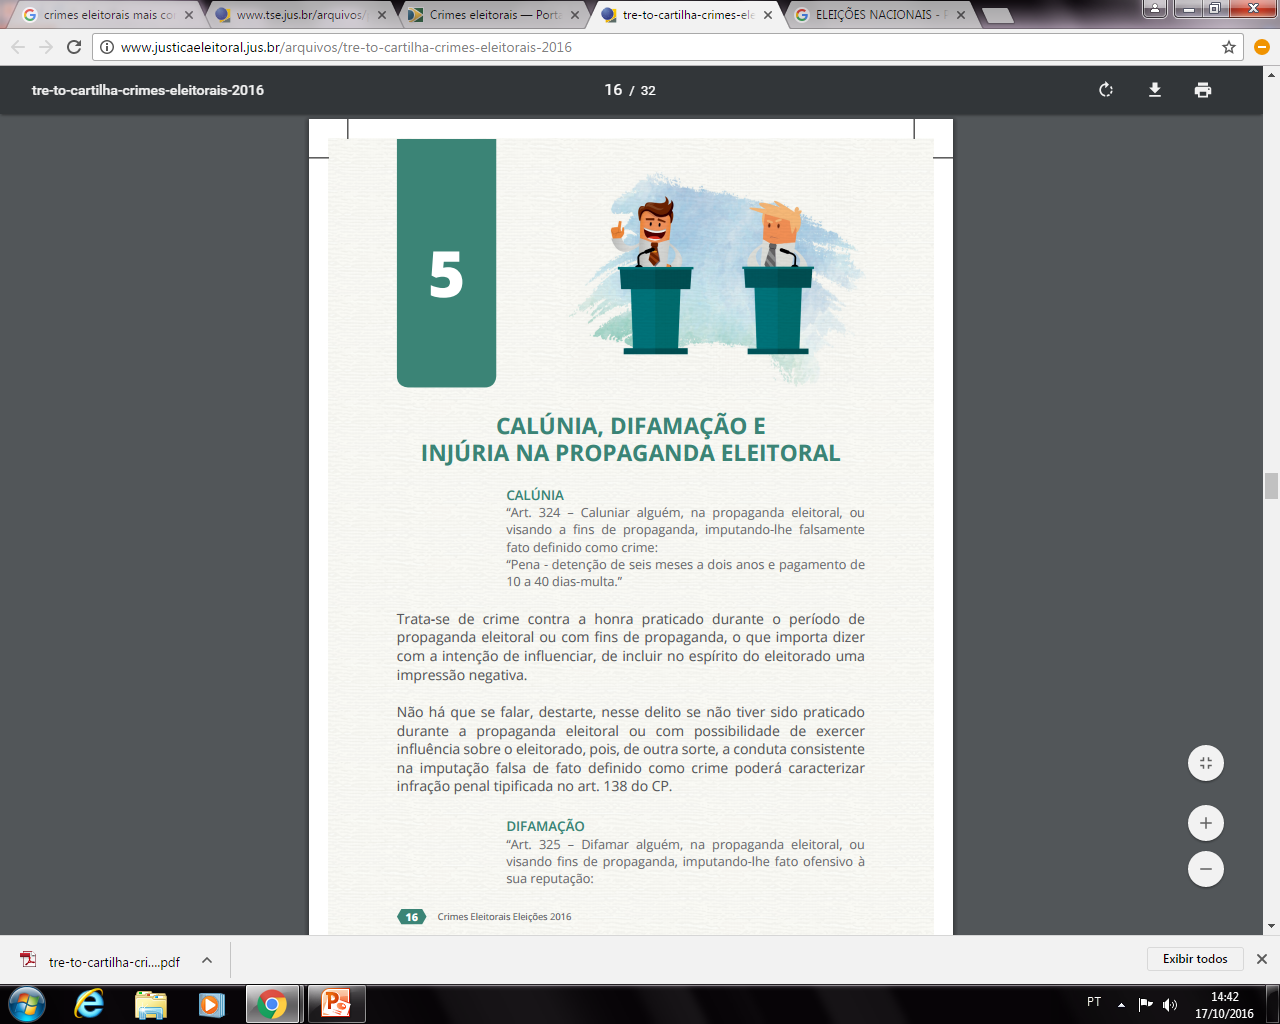 crimes eleitorais mais co
www.tse.jus.br/arquivos/
Crimes eleitorais — Porta
tre-to-cartilha-crimes-ele
ELEIÇÕES NACIONAIS - P
www.justicaeleitoral.jus.br/arquivos/tre-to-cartilha-crimes-eleitorais-2016
tre-to-cartilha-crimes-eleitorais-2016
16 / 32
5
CALÚNIA, DIFAMAÇÃO E
INJÚRIA NA PROPAGANDA ELEITORAL
CALÚNIA
“Art. 324 – Caluniar alguém, na propaganda eleitoral, ou
visando a fins de propaganda, imputando-lhe falsamente
fato definido como crime:
“Pena - detenção de seis meses a dois anos e pagamento de
10 a 40 dias-multa.”
Trata-se de crime contra a honra praticado durante o período de
propaganda eleitoral ou com fins de propaganda, o que importa dizer
com a intenção de influenciar, de incluir no espírito do eleitorado uma
impressão negativa.
Não há que se falar, destarte, nesse delito se não tiver sido praticado
durante a propaganda eleitoral ou com possibilidade de exercer
influência sobre o eleitorado, pois, de outra sorte, a conduta consistente
na imputação falsa de fato definido como crime poderá caracterizar
infração penal tipificada no art. 138 do CP.
DIFAMAÇÃO
“Art. 325 – Difamar alguém, na propaganda eleitoral, ou
visando fins de propaganda, imputando-lhe fato ofensivo à
sua reputação:
16 Crimes Eleitorais Eleições 2016
tre-to-cartilha-cri....pdf
Exibir todos
PT
14:42
17/10/2016